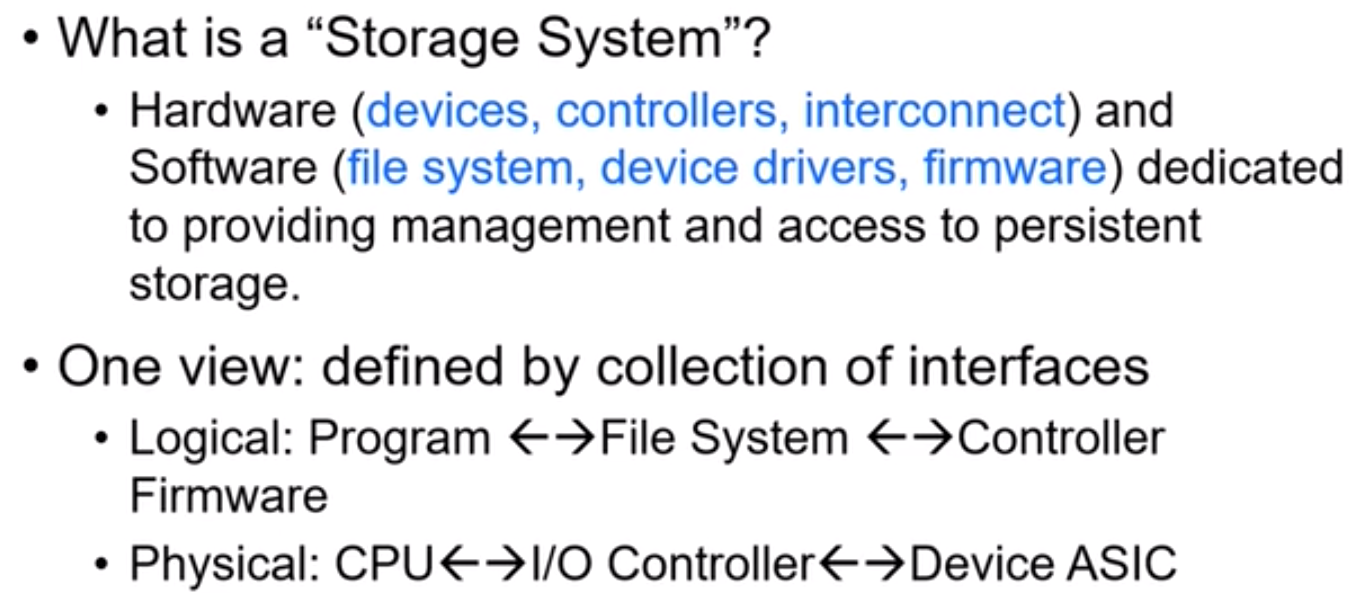 • What is a “Storage System”?
• Hardware (devices, controllers, interconnect) and
Software (file system, device drivers, firmware) dedicated
to providing management and access to persistent
storage.
• One view: defined by collection of interfaces
• Logical: Program ←→File System ←→Controller
Firmware
• Physical: CPU←→I/O Controller←→Device ASIC